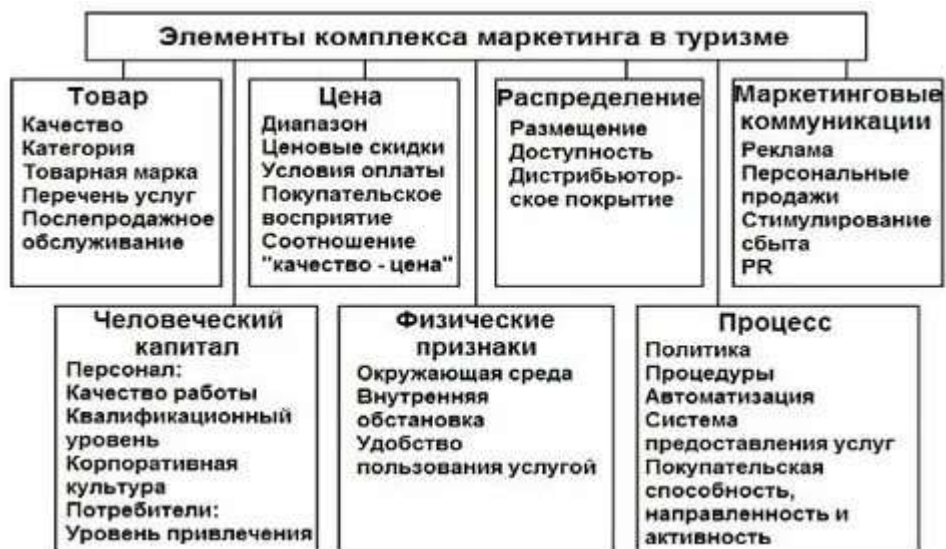 Элементы комплекса маркетинга в туризме
Товар
Качество
Категория
Товарная марка
Перечень услуг
Послепродажное
обслуживание
Цена
Диапазон
Ценовые скидки
Условия оплаты
Покупательское
восприятие
Соотношение
"качество - цена"
Распределение
Размещение
Доступность
Дистрибьютор-
ское покрытие
Маркетинговые
коммуникации
Реклама
Персональные
продажи
Стимулирование
сбыта
PR
Человеческий
капитал
Персонал:
Качество работы
Квалификационный
уровень
Корпоративная
культура
Потребители:
Уровень привлечения
Физические
признаки
Окружающая среда
Внутренняя
обстановка
Удобство
пользования услугой
Процесс
Политика
Процедуры
Автоматизация
Система
предоставления услуг
Покупательская
способность,
направленность и
активность